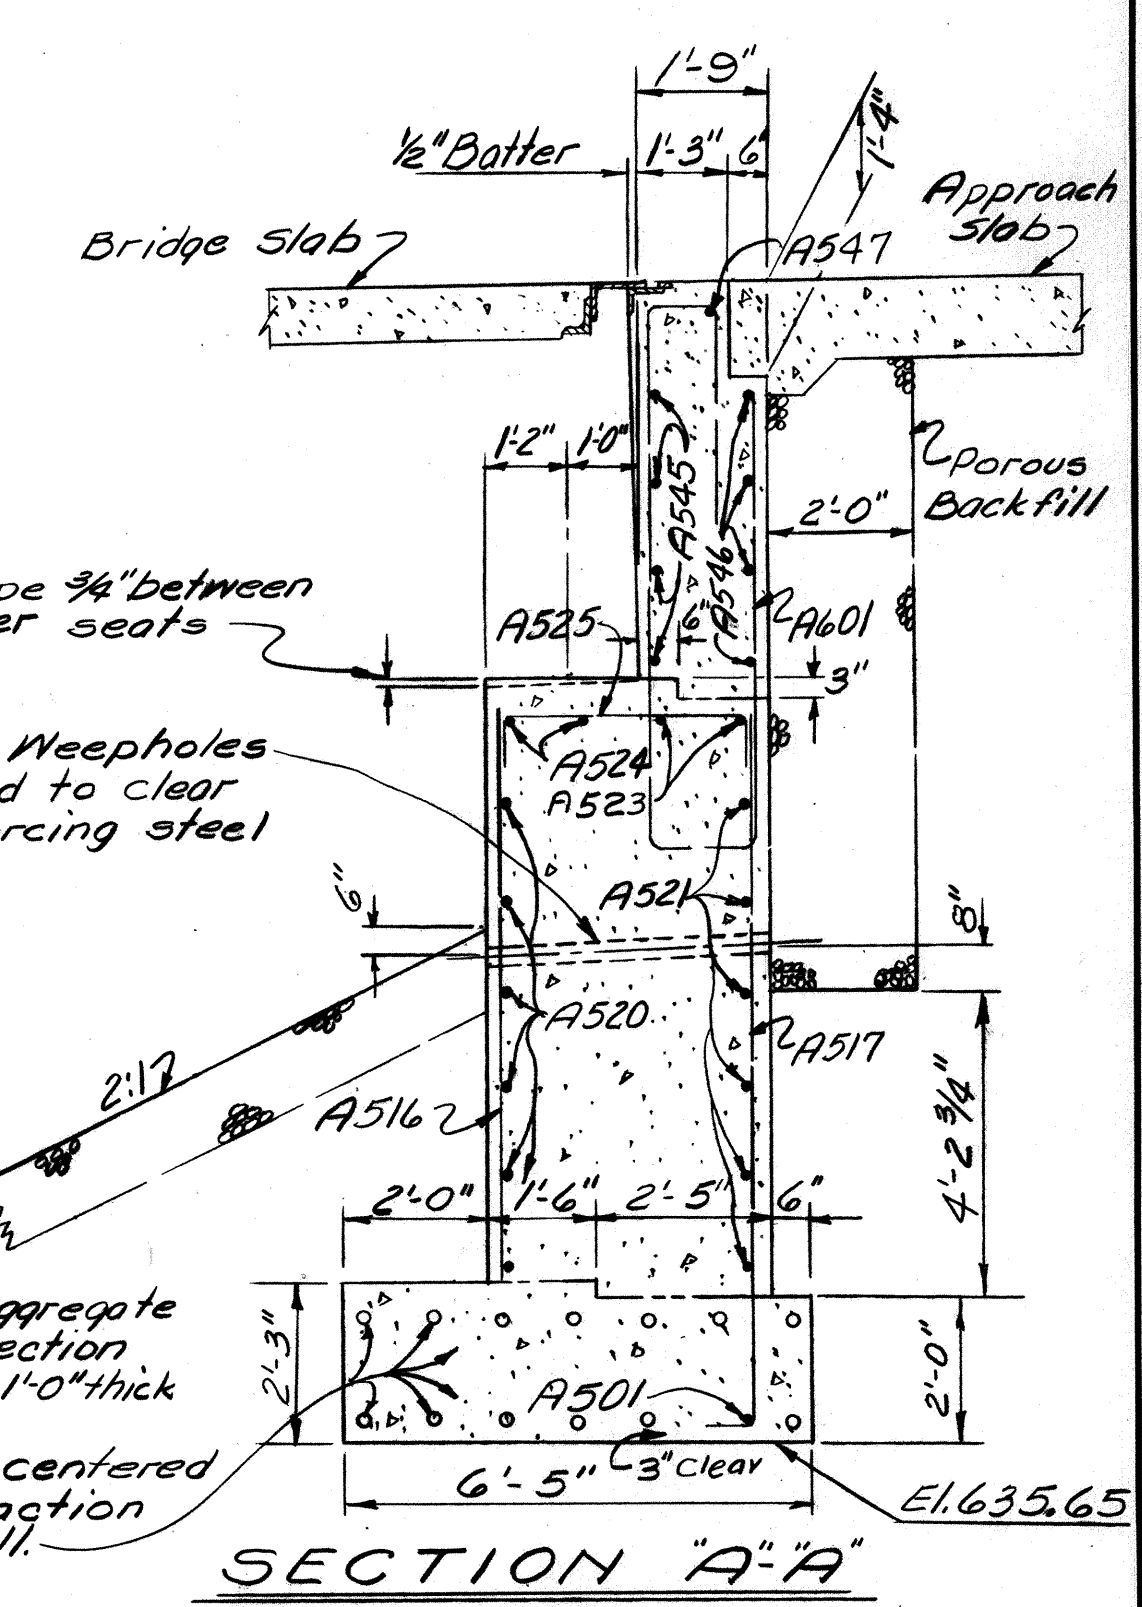 1'-9"
1'-4"
½" Batter
1'-3"
6"
Approach
slab
Bridge slab
A547
1'-2"
1'-0"
A545
Porous
Backfill
2'-0"
A546
pe ¾" between
er seats
A525
6"
A601
3"
Weepholes
d to clear
rcing steel
A524
A523
6"
A521
8"
A520
A517
2:1
A516
4'-2 ¾"
2'-0"
1'-6"
2'-5"
6"
ggregate
ection
1'-0" thick
2'-3"
A501
2'-0"
3" Clear
centered
action
ll.
6'-5"
El. 635.65
SECTION "A"-"A"